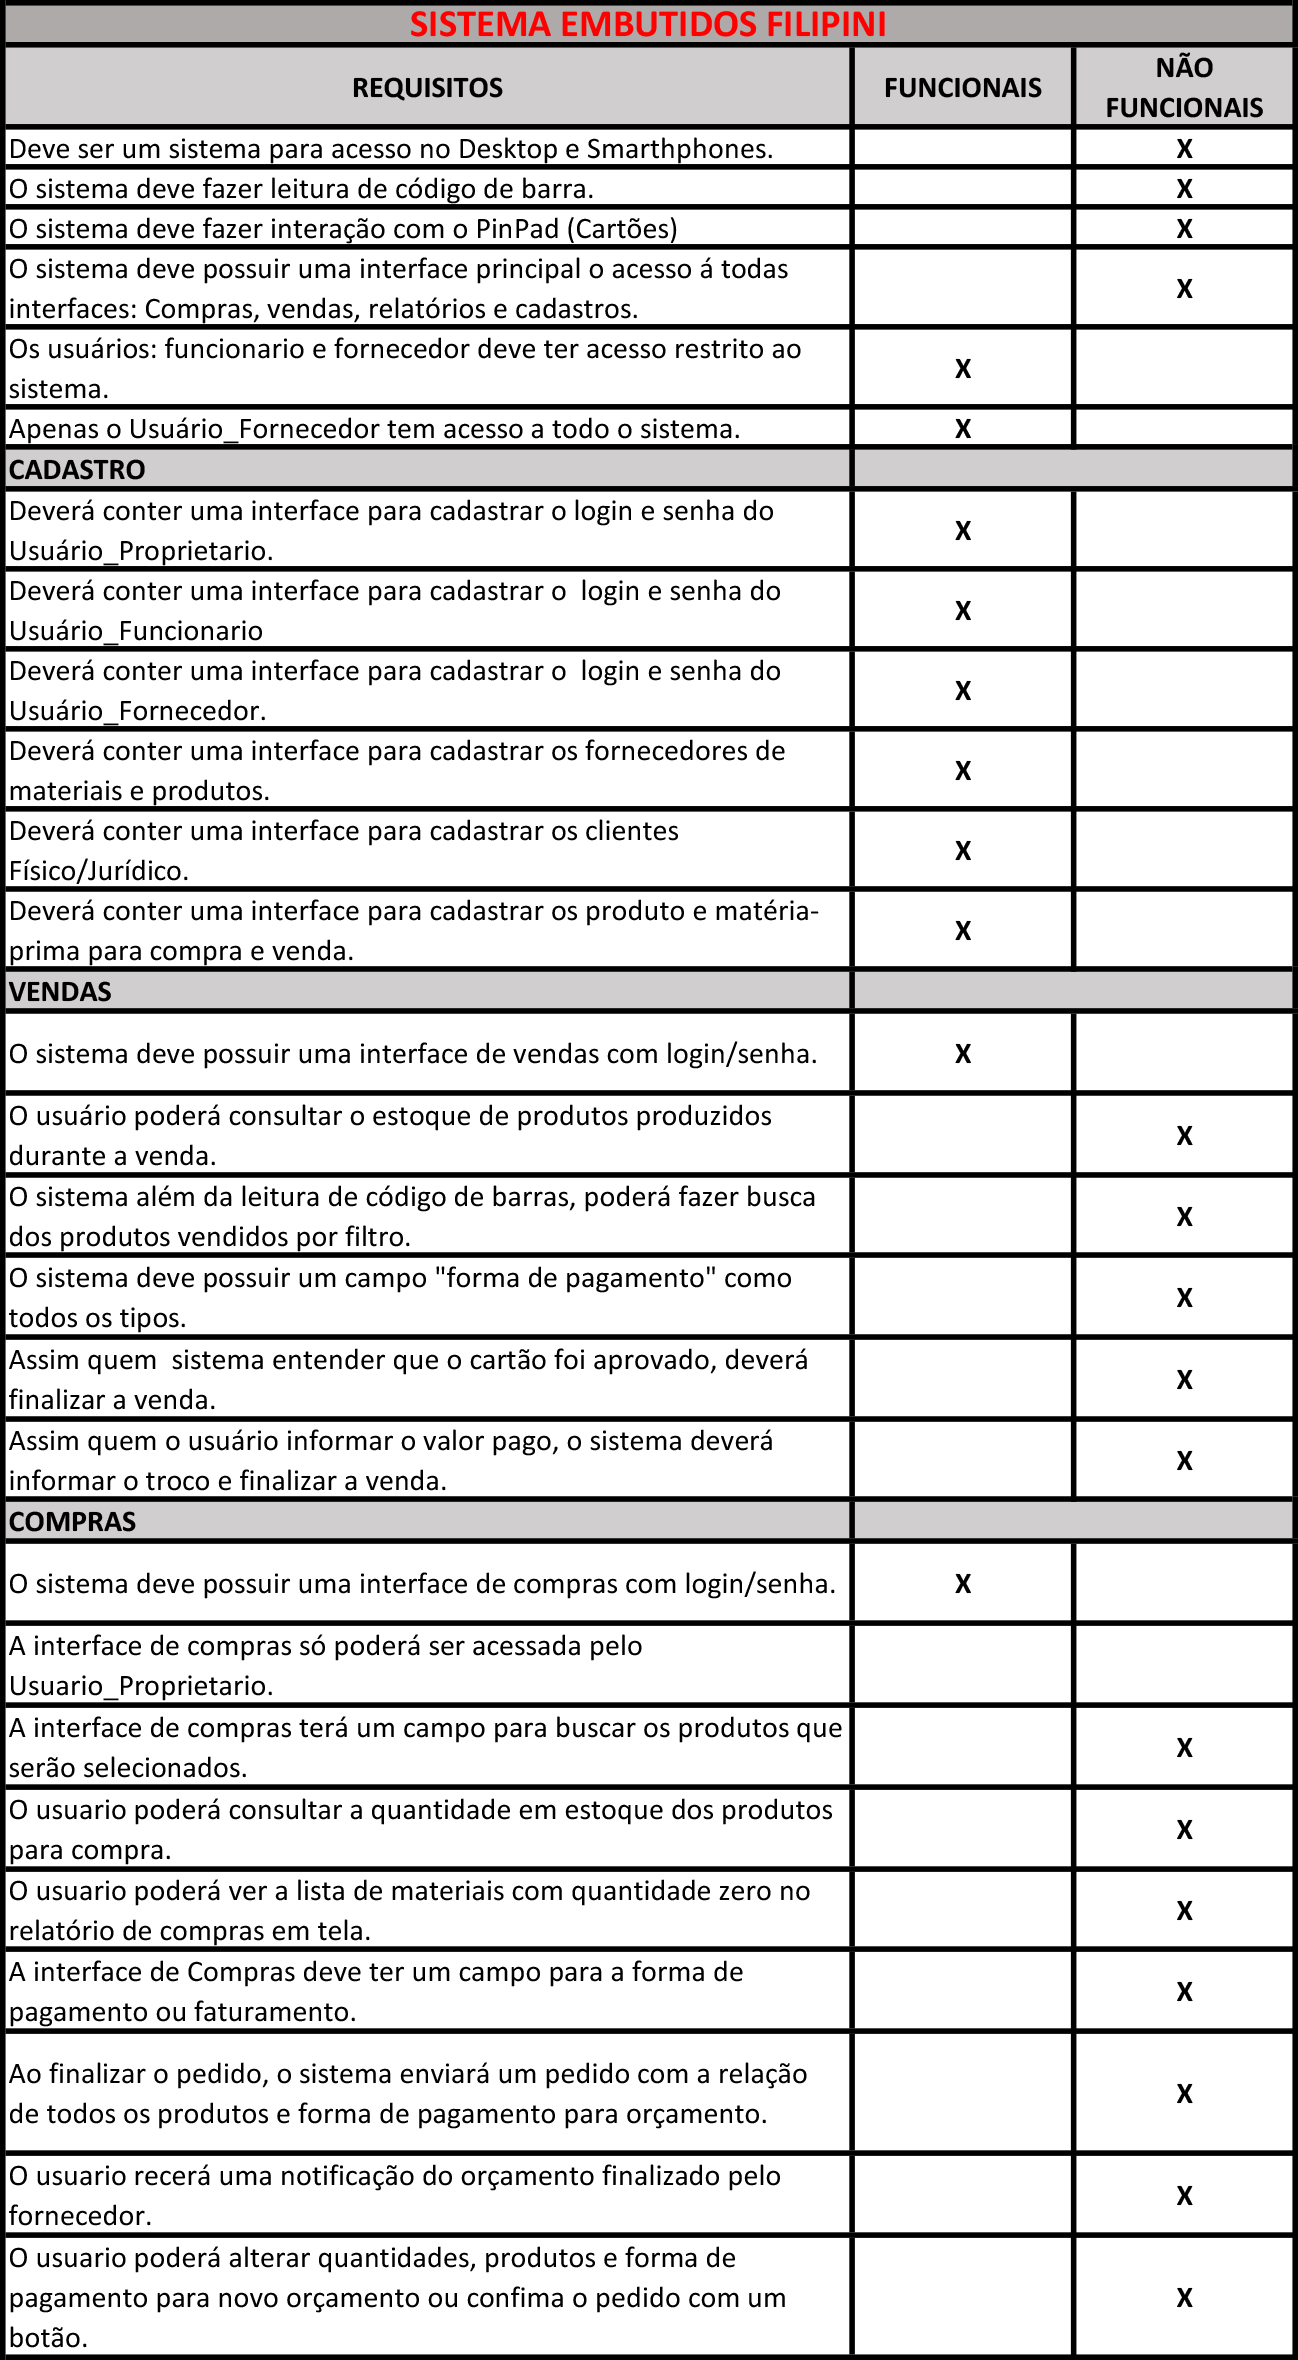 SISTEMA EMBUTIDOS FILIPINI
REQUISITOS
FUNCIONAIS
NÃO
FUNCIONAIS
Deve ser um sistema para acesso no Desktop e Smarthphones.
X
O sistema deve fazer leitura de código de barra.
X
O sistema deve fazer interação com o PinPad (Cartões)
X
O sistema deve possuir uma interface principal o acesso á todas
interfaces: Compras, vendas, relatórios e cadastros.
X
Os usuários: funcionario e fornecedor deve ter acesso restrito ao
sistema.
X
Apenas o Usuário_Fornecedor tem acesso a todo o sistema.
X
CADASTRO
Deverá conter uma interface para cadastrar o login e senha do
Usuário_Proprietario.
X
Deverá conter uma interface para cadastrar o  login e senha do
Usuário_Funcionario
X
Deverá conter uma interface para cadastrar o  login e senha do
Usuário_Fornecedor.
X
Deverá conter uma interface para cadastrar os fornecedores de
materiais e produtos.
X
Deverá conter uma interface para cadastrar os clientes
Físico/Jurídico.
X
Deverá conter uma interface para cadastrar os produto e matéria-
prima para compra e venda.
X
VENDAS
O sistema deve possuir uma interface de vendas com login/senha.
X
O usuário poderá consultar o estoque de produtos produzidos
durante a venda.
X
O sistema além da leitura de código de barras, poderá fazer busca
dos produtos vendidos por filtro.
X
O sistema deve possuir um campo "forma de pagamento" como
todos os tipos.
X
Assim quem  sistema entender que o cartão foi aprovado, deverá
finalizar a venda.
X
Assim quem o usuário informar o valor pago, o sistema deverá
informar o troco e finalizar a venda.
X
COMPRAS
O sistema deve possuir uma interface de compras com login/senha.
X
A interface de compras só poderá ser acessada pelo
Usuario_Proprietario.
A interface de compras terá um campo para buscar os produtos que
serão selecionados.
X
O usuario poderá consultar a quantidade em estoque dos produtos
para compra.
X
O usuario poderá ver a lista de materiais com quantidade zero no
relatório de compras em tela.
X
A interface de Compras deve ter um campo para a forma de
pagamento ou faturamento.
X
Ao finalizar o pedido, o sistema enviará um pedido com a relação
de todos os produtos e forma de pagamento para orçamento.
X
O usuario recerá uma notificação do orçamento finalizado pelo
fornecedor.
X
O usuario poderá alterar quantidades, produtos e forma de
pagamento para novo orçamento ou confima o pedido com um
botão.
X